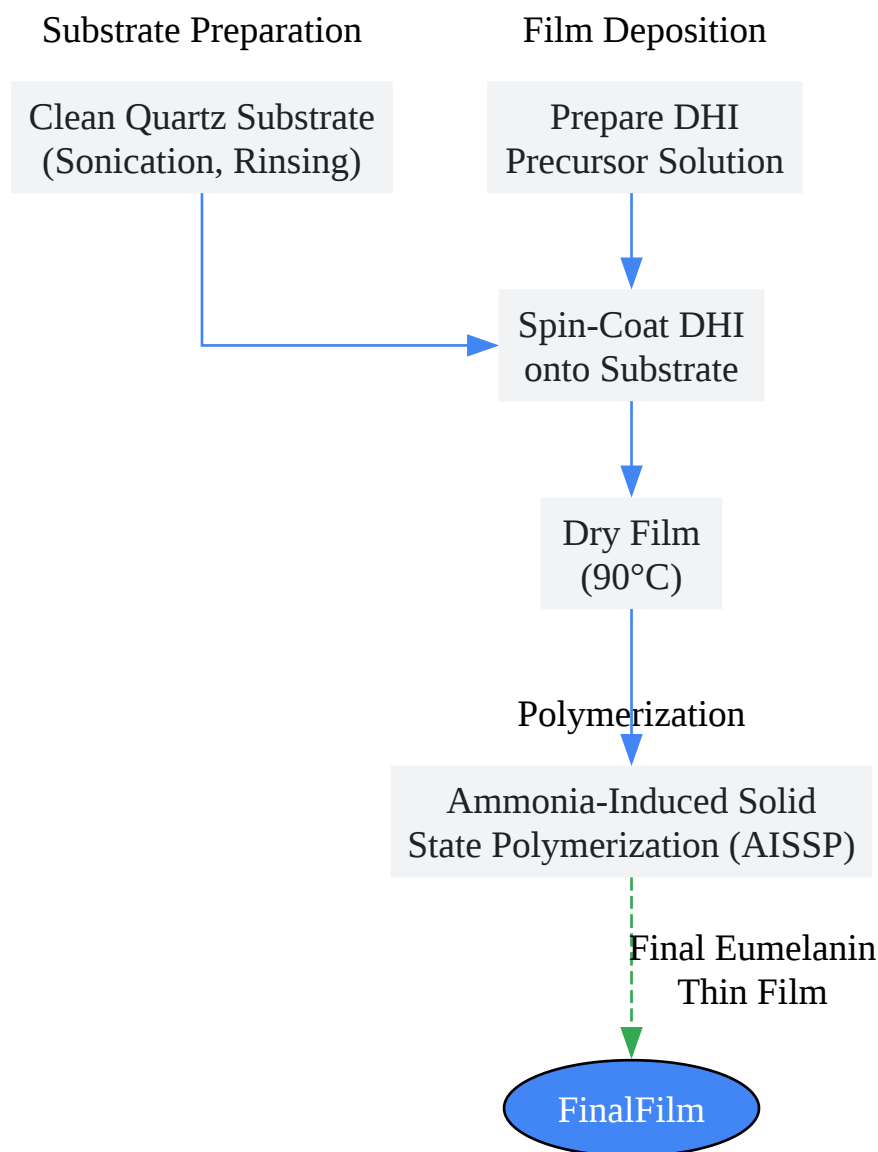 Substrate Preparation
Film Deposition
Clean Quartz Substrate
(Sonication, Rinsing)
Prepare DHI
Precursor Solution
Spin-Coat DHI
onto Substrate
Dry Film
(90°C)
Polymerization
Ammonia-Induced Solid
State Polymerization (AISSP)
Final Eumelanin
Thin Film
FinalFilm